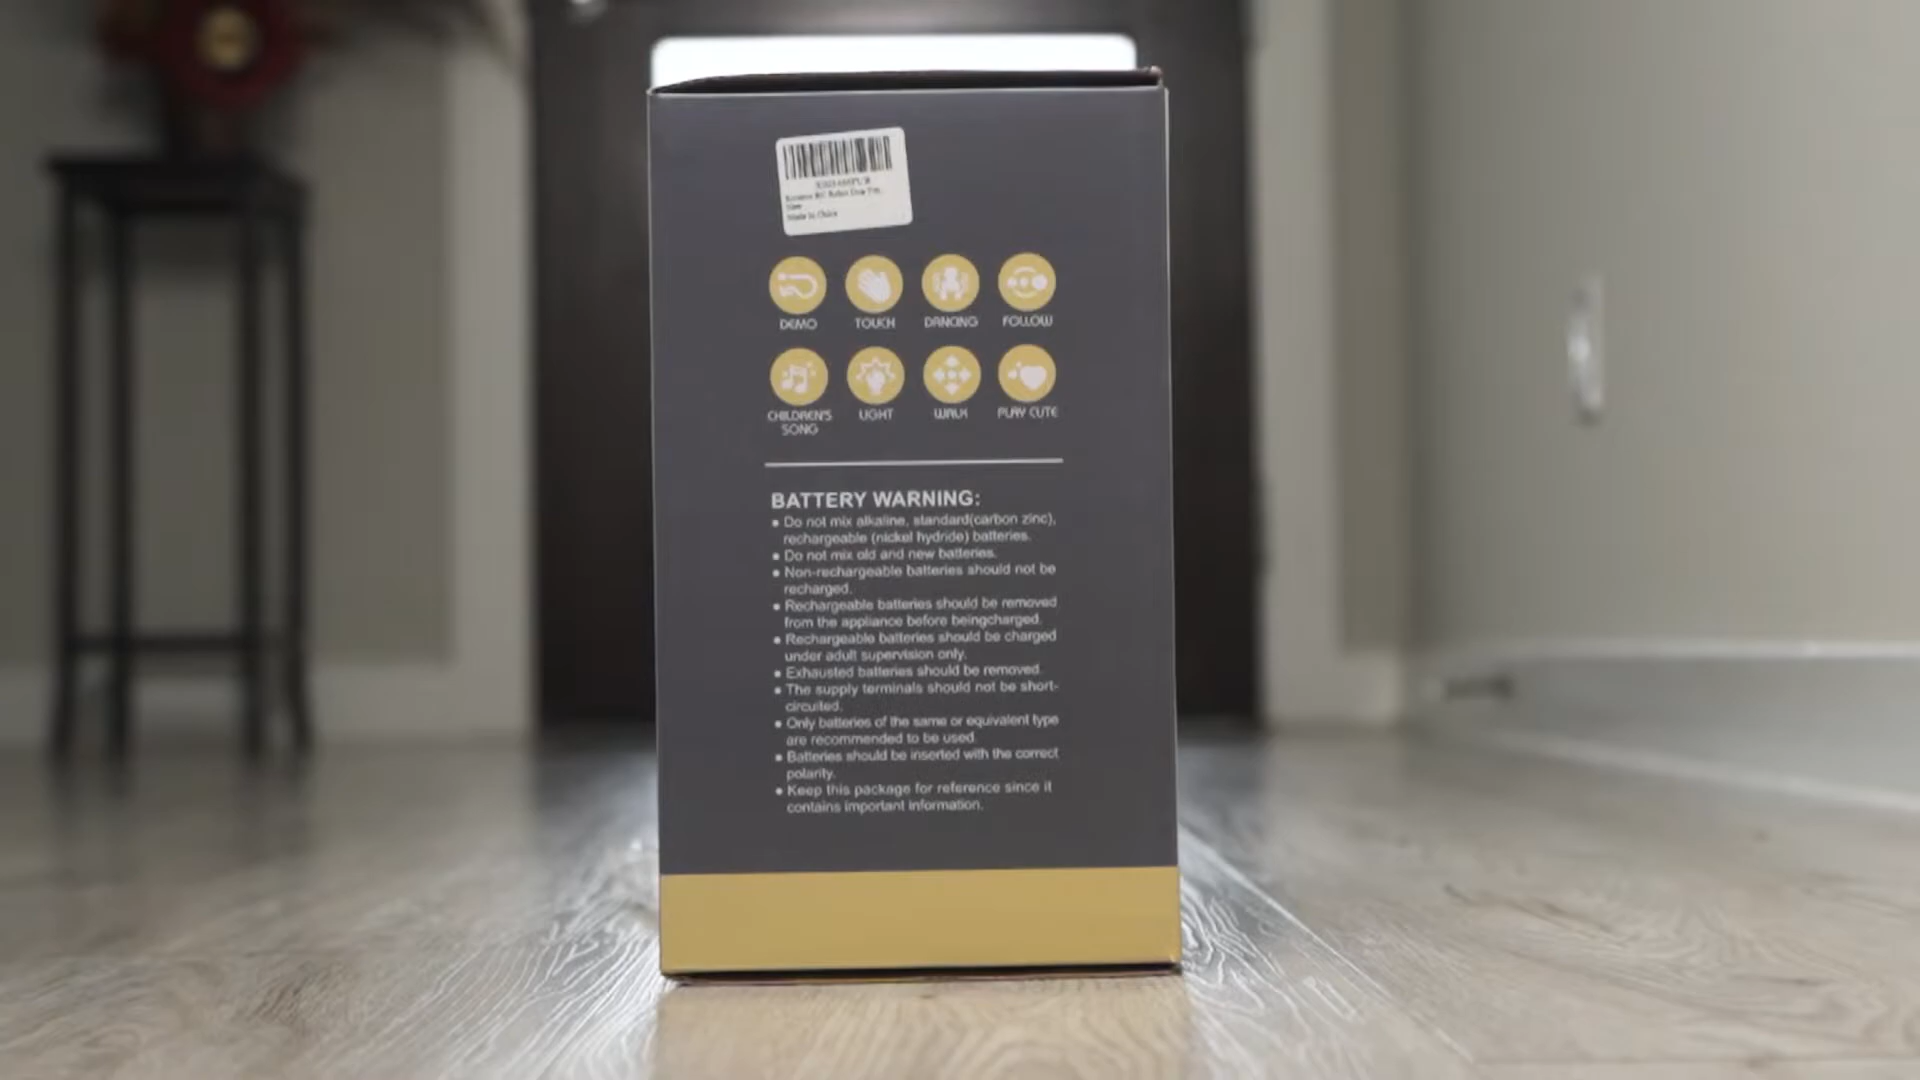 RC Robot Dog Toy,
New
Made In China
DEMO TOUCH DANCING FOLLOW
CHILDREN'S SONG LIGHT WALK PLAY CUTE
BATTERY WARNING:
• Do not mix alkaline, standard(carbon zinc),
rechargeable (nickel hydride) batteries.
• Do not mix old and new batteries.
• Non-rechargeable batteries should not be
recharged.
• Rechargeable batteries should be removed
from the appliance before beingcharged.
• Rechargeable batteries should be charged
under adult supervision only.
• Exhausted batteries should be removed.
• The supply terminals should not be short-
circuited.
• Only batteries of the same or equivalent type
are recommended to be used.
• Batteries should be inserted with the correct
polarity.
• Keep this package for reference since it
contains important information.